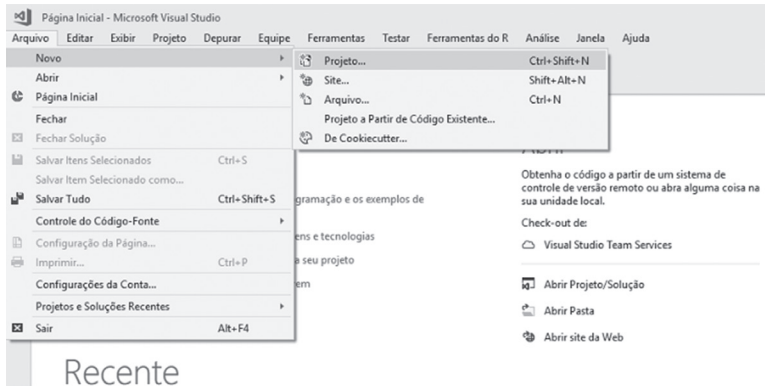 Página Inicial - Microsoft Visual Studio
Arquivo Editar Exibir Projeto Depurar Equipe Ferramentas Testar Ferramentas do R Análise Janela Ajuda
Novo
Abrir
Página Inicial
Fechar
Fechar Solução
Salvar Itens Selecionados Ctrl+S
Salvar Item Selecionado como...
Salvar Tudo Ctrl+Shift+S
Controle do Código-Fonte
Configuração da Página...
Imprimir... Ctrl+P
Configurações da Conta...
Projetos e Soluções Recentes
Sair Alt+F4
Projeto... Ctrl+Shift+N
Site... Shift+Alt+N
Arquivo... Ctrl+N
Projeto a Partir de Código Existente...
De Cookiecutter...
gramação e os exemplos de
ens e tecnologias
a seu projeto
em
Obtenha o código a partir de um sistema de
controle de versão remoto ou abra alguma coisa na
sua unidade local.
Check-out de:
Visual Studio Team Services
Abrir Projeto/Solução
Abrir Pasta
Abrir site da Web
Recente